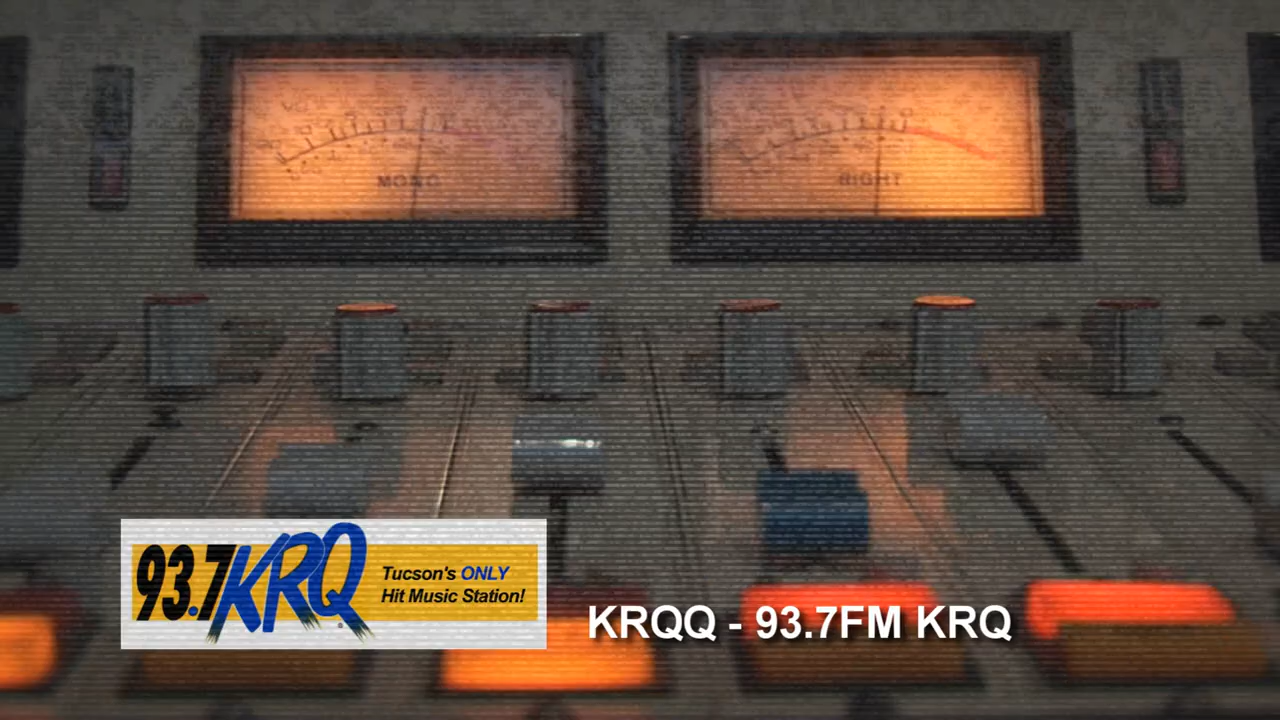 MONO
RIGHT
93.7KRQ
Tucson's ONLY
Hit Music Station!
KRQQ - 93.7FM KRQ